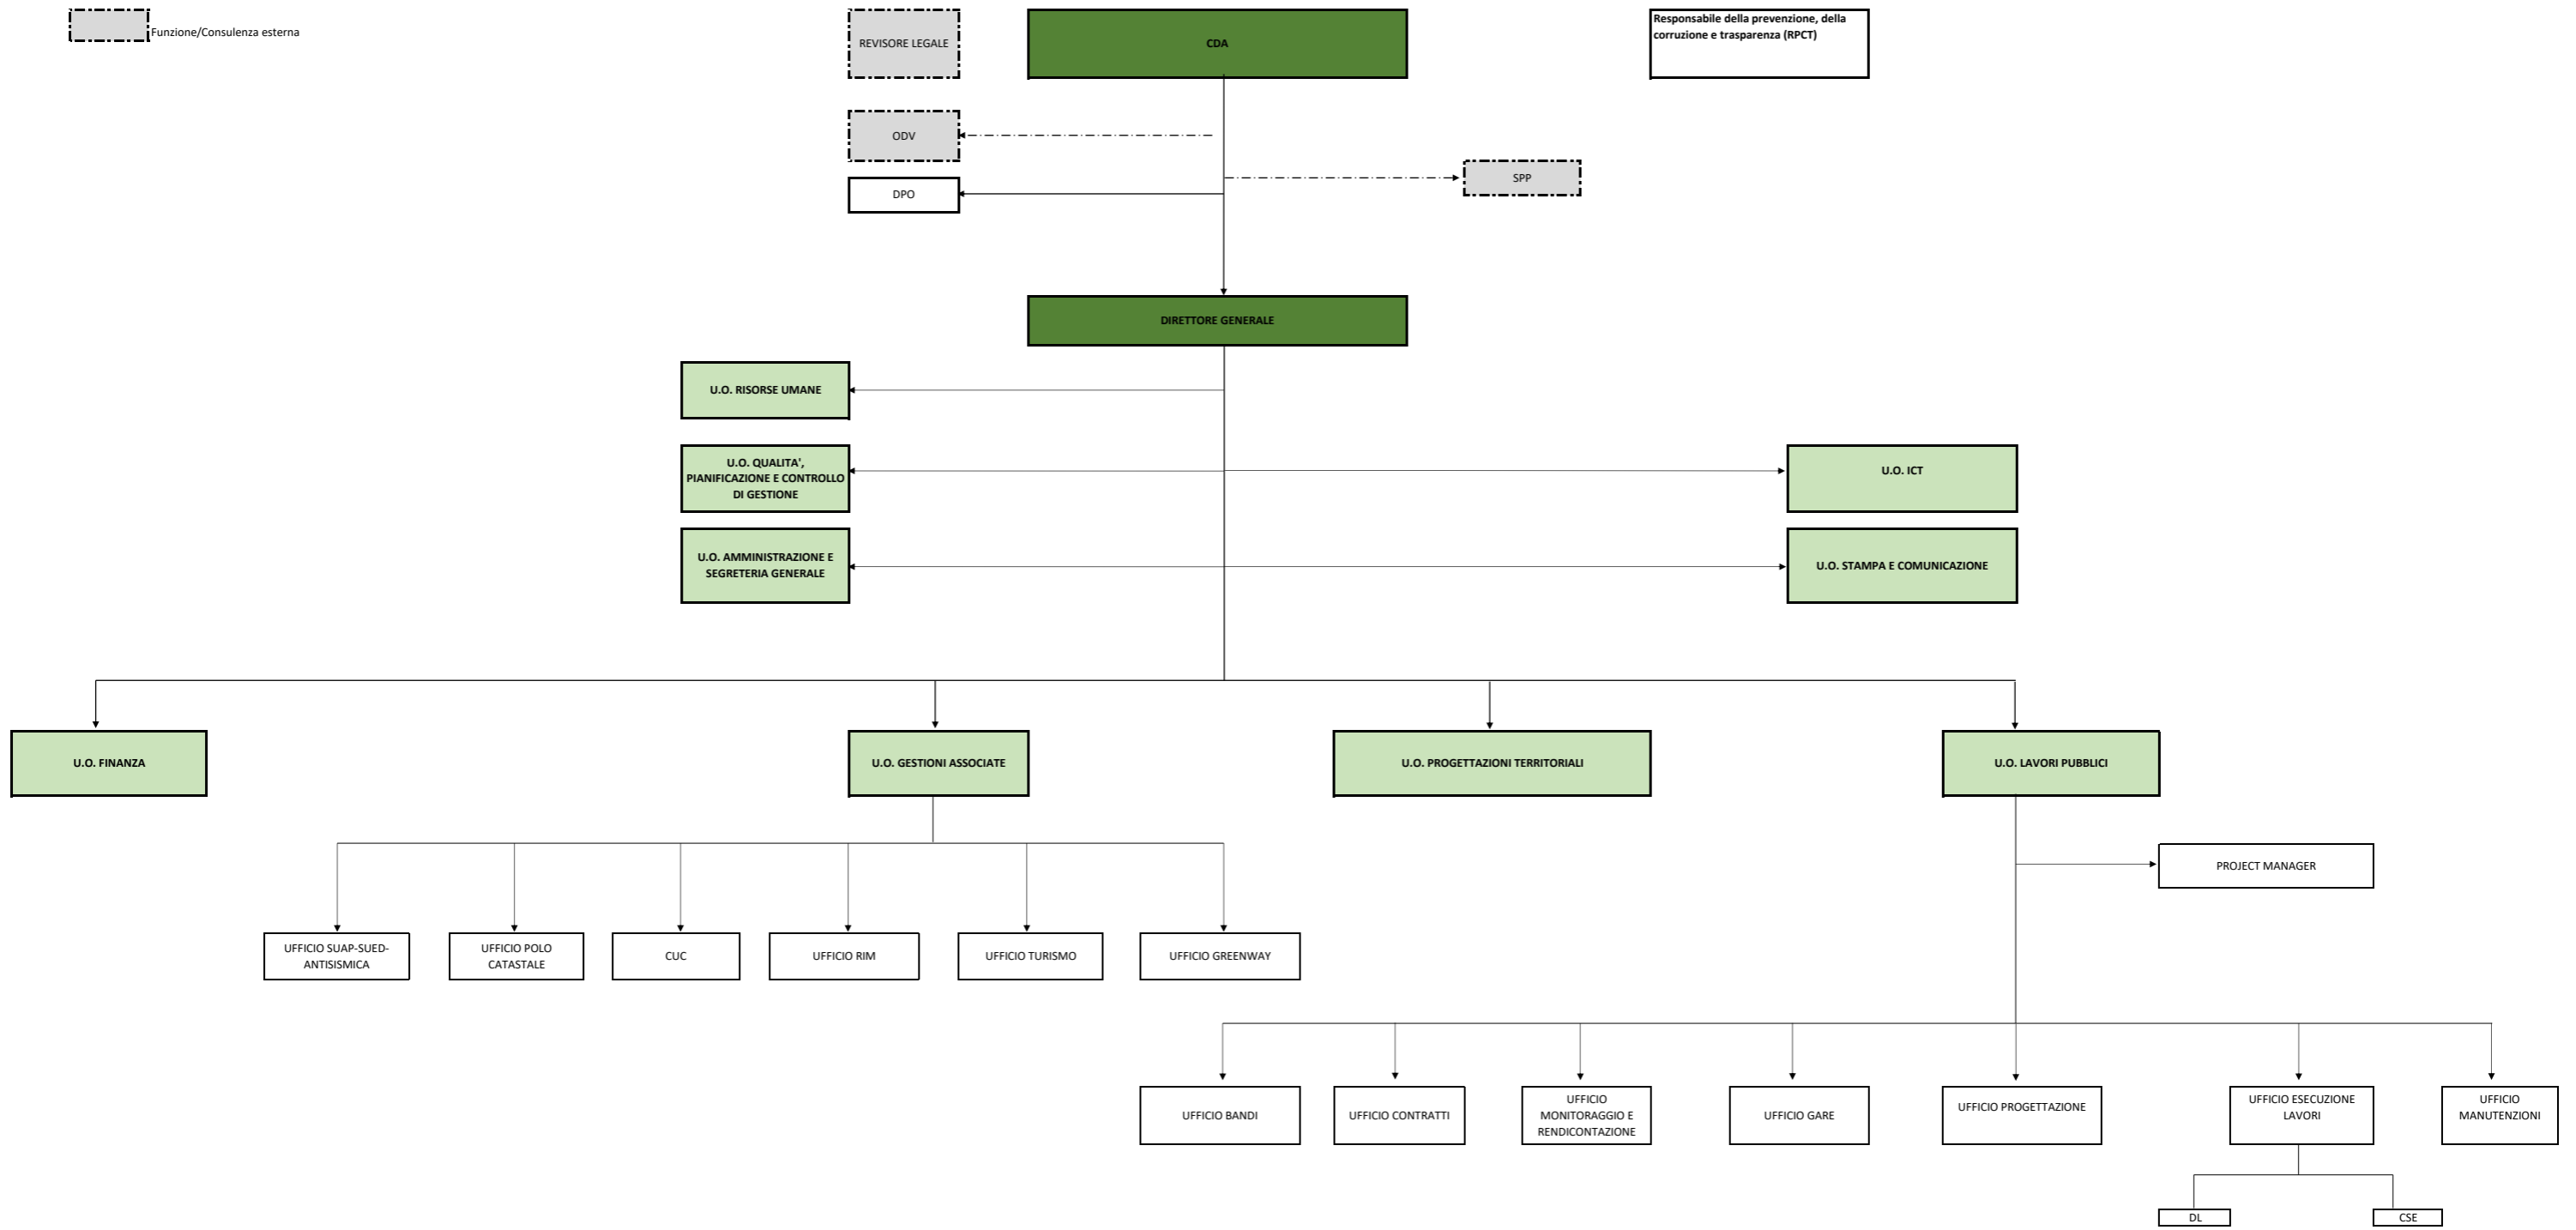 Funzione/Consulenza esterna
REVISORE LEGALE
CDA
Responsabile della prevenzione, della
corruzione e trasparenza (RPCT)
ODV
SPP
DPO
DIRETTORE GENERALE
U.O. RISORSE UMANE
U.O. QUALITA',
PIANIFICAZIONE E CONTROLLO
DI GESTIONE
U.O. ICT
U.O. AMMINISTRAZIONE E
SEGRETERIA GENERALE
U.O. STAMPA E COMUNICAZIONE
U.O. FINANZA
U.O. GESTIONI ASSOCIATE
U.O. PROGETTAZIONI TERRITORIALI
U.O. LAVORI PUBBLICI
PROJECT MANAGER
UFFICIO SUAP-SUED-
ANTISISMICA
UFFICIO POLO
CATASTALE
CUC
UFFICIO RIM
UFFICIO TURISMO
UFFICIO GREENWAY
UFFICIO BANDI
UFFICIO CONTRATTI
UFFICIO
MONITORAGGIO E
RENDICONTAZIONE
UFFICIO GARE
UFFICIO PROGETTAZIONE
UFFICIO ESECUZIONE
LAVORI
UFFICIO
MANUTENZIONI
DL
CSE